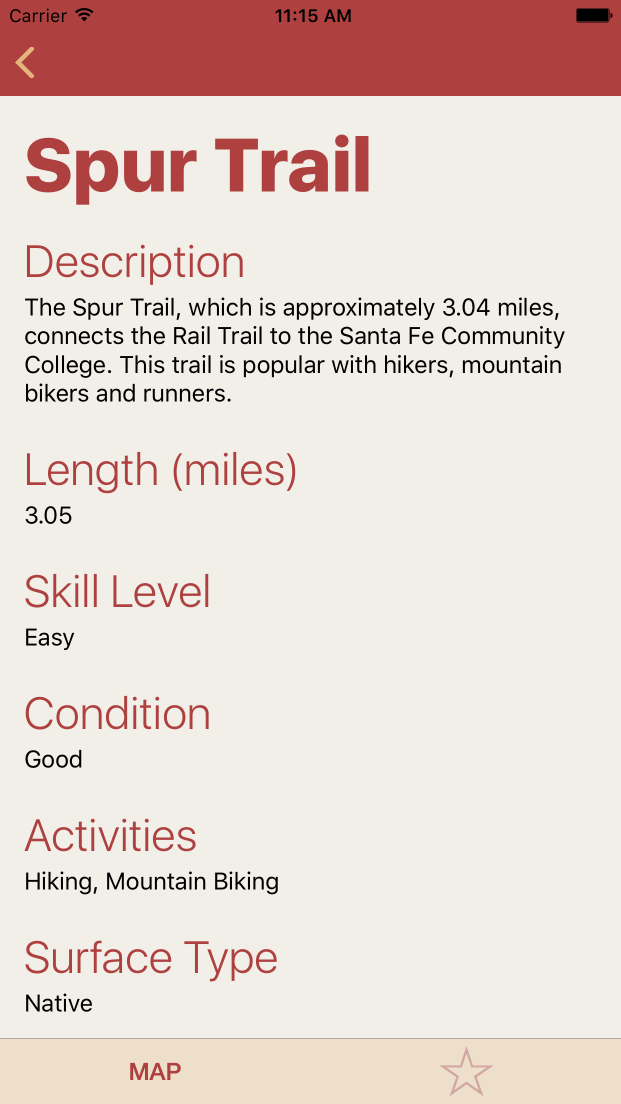 Carrier
11:15 AM
Spur Trail
Description
The Spur Trail, which is approximately 3.04 miles,
connects the Rail Trail to the Santa Fe Community
College. This trail is popular with hikers, mountain
bikers and runners.
Length (miles)
3.05
Skill Level
Easy
Condition
Good
Activities
Hiking, Mountain Biking
Surface Type
Native
MAP